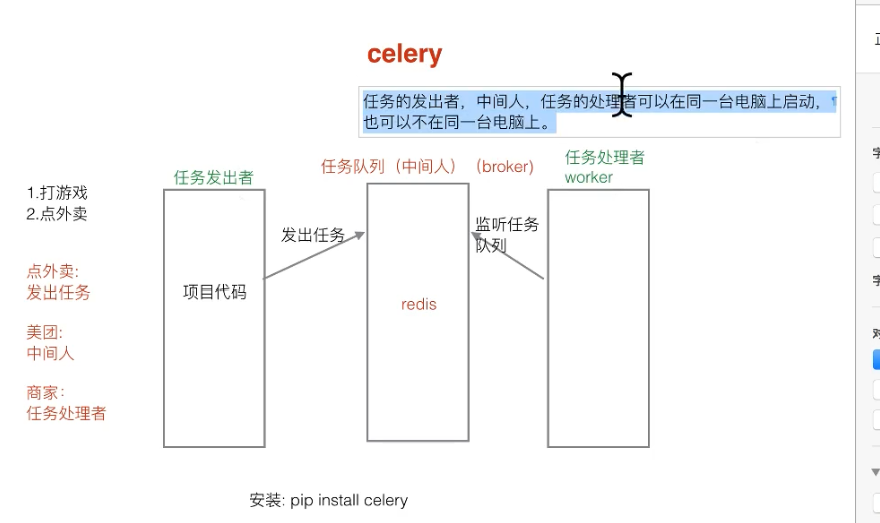 celery
任务的发出者，中间人，任务的处理者可以在同一台电脑上启动，
也可以不在同一台电脑上。
任务发出者
任务队列（中间人）（broker)
任务处理者
worker
1.打游戏
2.点外卖
发出任务
监听任务
队列
点外卖:
发出任务
项目代码
redis
美团:
中间人
商家:
任务处理者
安装: pip install celery